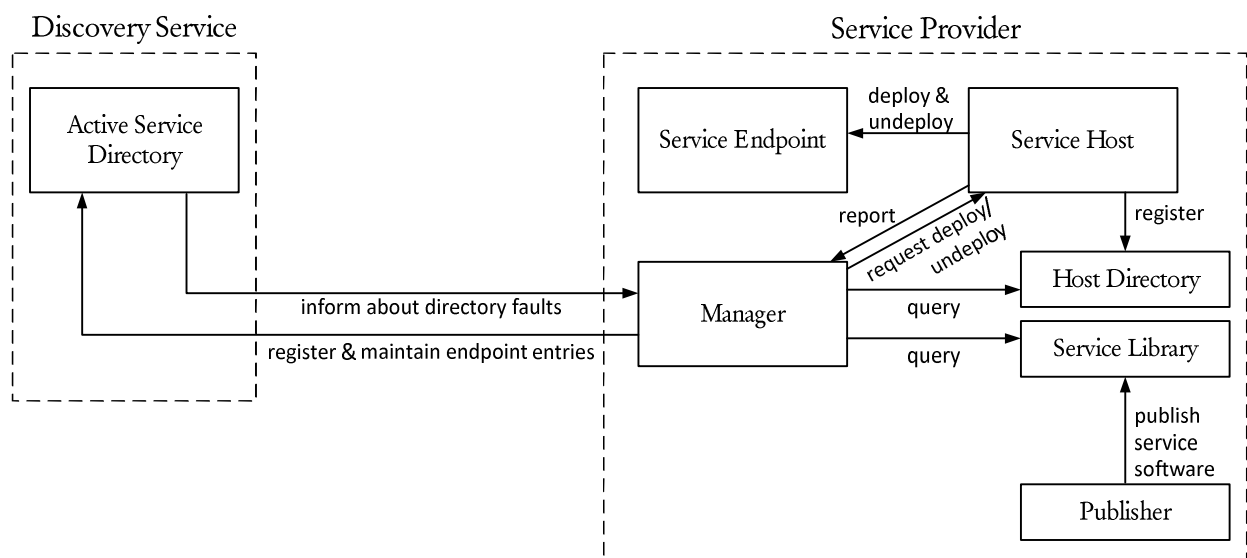 Discovery Service
Service Provider
Active Service
Directory
Service Endpoint
deploy &
undeploy
Service Host
report
request deploy/
undeploy
register
Host Directory
inform about directory faults
Manager
query
register & maintain endpoint entries
query
Service Library
publish
service
software
Publisher